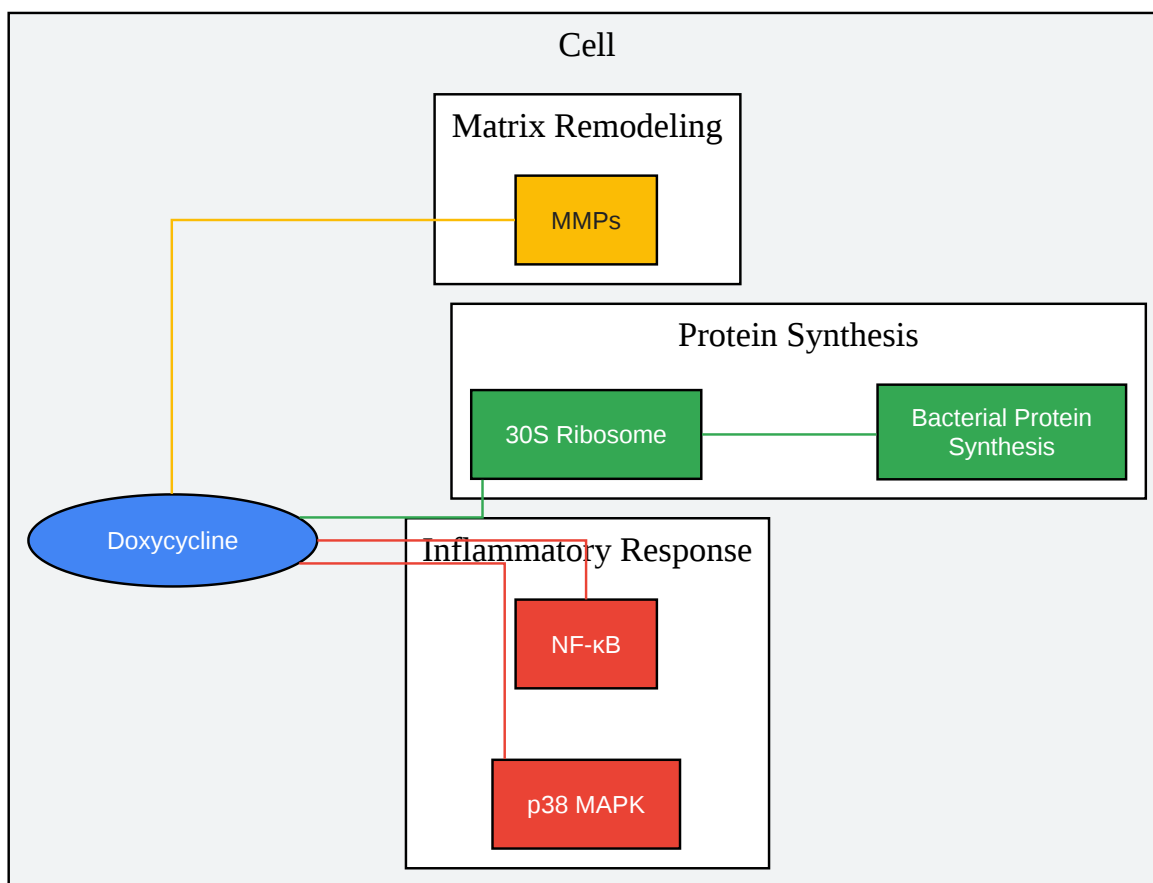 Cell
Matrix Remodeling
MMPs
Protein Synthesis
30S Ribosome
Bacterial Protein
Synthesis
Doxycycline
Inflammatory Response
NF-κB
p38 MAPK